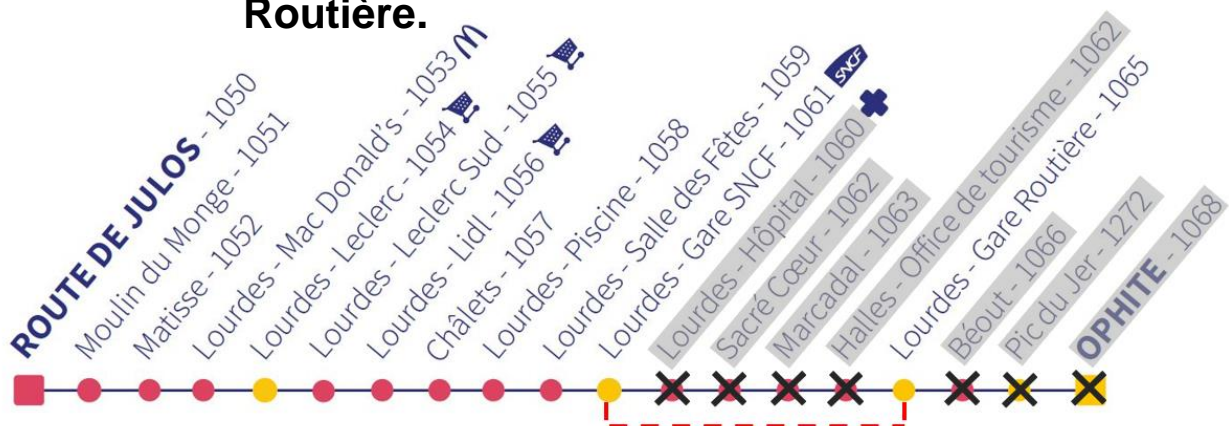 Routière.
ROUTE DE JULOS - 1050
Moulin du Monge - 1051
Matisse - 1052
Lourdes - Mac Donald's - 1053
Lourdes - Leclerc - 1054
Lourdes - Leclerc Sud - 1055
Lourdes - Lidl - 1056
Châlets - 1057
Lourdes - Piscine - 1058
Lourdes - Salle des Fêtes - 1059
Lourdes - Gare SNCF - 1061
SNCF
Lourdes - Hôpital - 1060
Sacré Cœur - 1062
Marcadal - 1063
Halles - Office de tourisme - 1062
Lourdes - Gare Routière - 1065
Béout - 1066
Pic du Jer - 1272
OPHITE - 1068